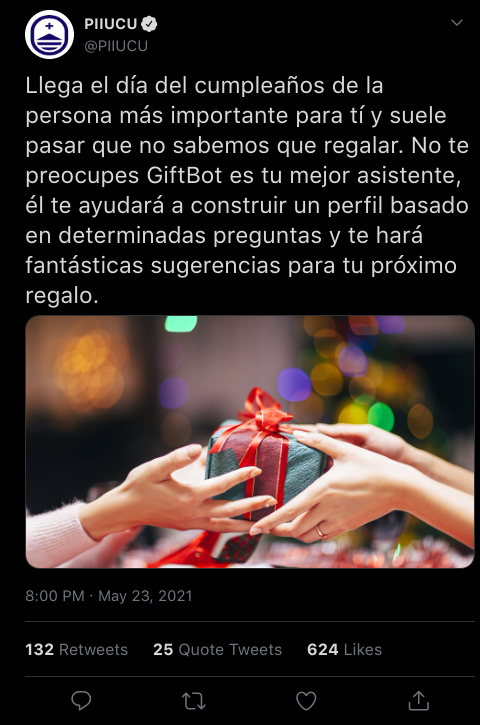 PIIUCU
@PIIUCU
Llega el día del cumpleaños de la
persona más importante para tí y suele
pasar que no sabemos que regalar. No te
preocupes GiftBot es tu mejor asistente,
él te ayudará a construir un perfil basado
en determinadas preguntas y te hará
fantásticas sugerencias para tu próximo
regalo.
8:00 PM · May 23, 2021
132 Retweets 25 Quote Tweets 624 Likes